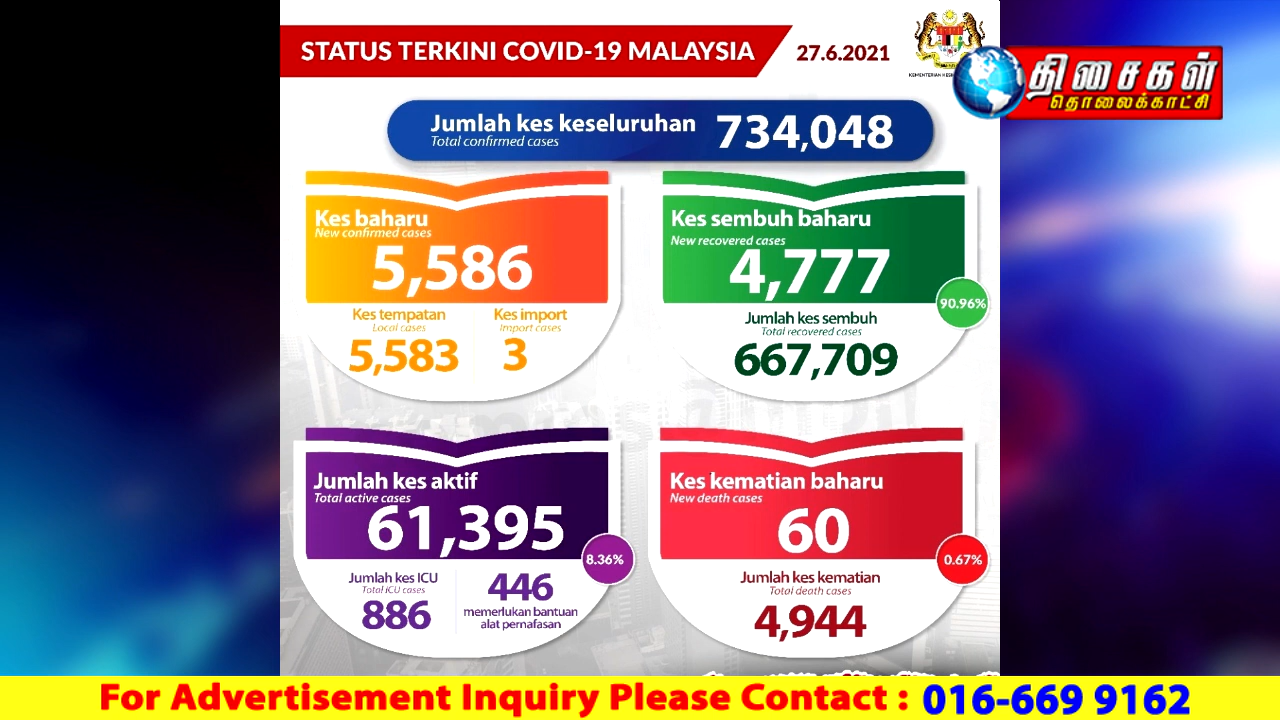 STATUS TERKINI COVID-19 MALAYSIA 27.6.2021
திசைகள்
தொலைக்காட்சி
Jumlah kes keseluruhan 734,048
Total confirmed cases
Kes baharu
New confirmed cases
5,586
Kes tempatan Kes import
Local cases Import cases
5,583 3
Kes sembuh baharu
New recovered cases
4,777
90.96%
Jumlah kes sembuh
Total recovered cases
667,709
Jumlah kes aktif
Total active cases
61,395
8.36%
Jumlah kes ICU
Total ICU cases
886
446
memerlukan bantuan
alat pernafasan
Kes kematian baharu
New death cases
60
0.67%
Jumlah kes kematian
Total death cases
4,944
For Advertisement Inquiry Please Contact : 016-669 9162